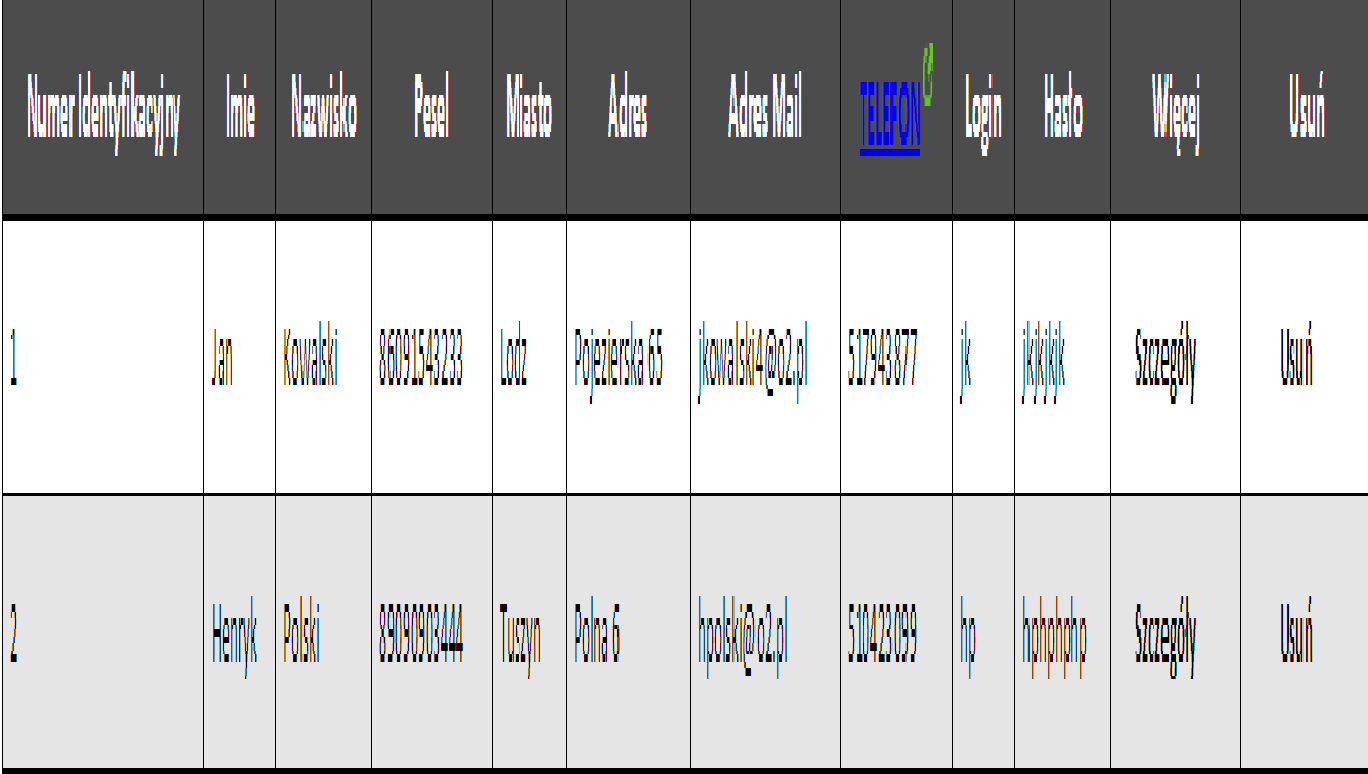 Numer Identyfikacyjny Imie Nazwisko Pesel Miasto Adres Adres Mail TELEFON Login Hasło Więcej Usuń
1 Jan Kowalski 86091543233 Lodz Pojezierska 65 jkowalski4@o2.pl 517943877 jk jkjkjkjk Szczegóły Usuń
2 Henryk Polski 89090903444 Tuszyn Polna 6 hpolski@o2.pl 510423099 hp hphphphp Szczegóły Usuń